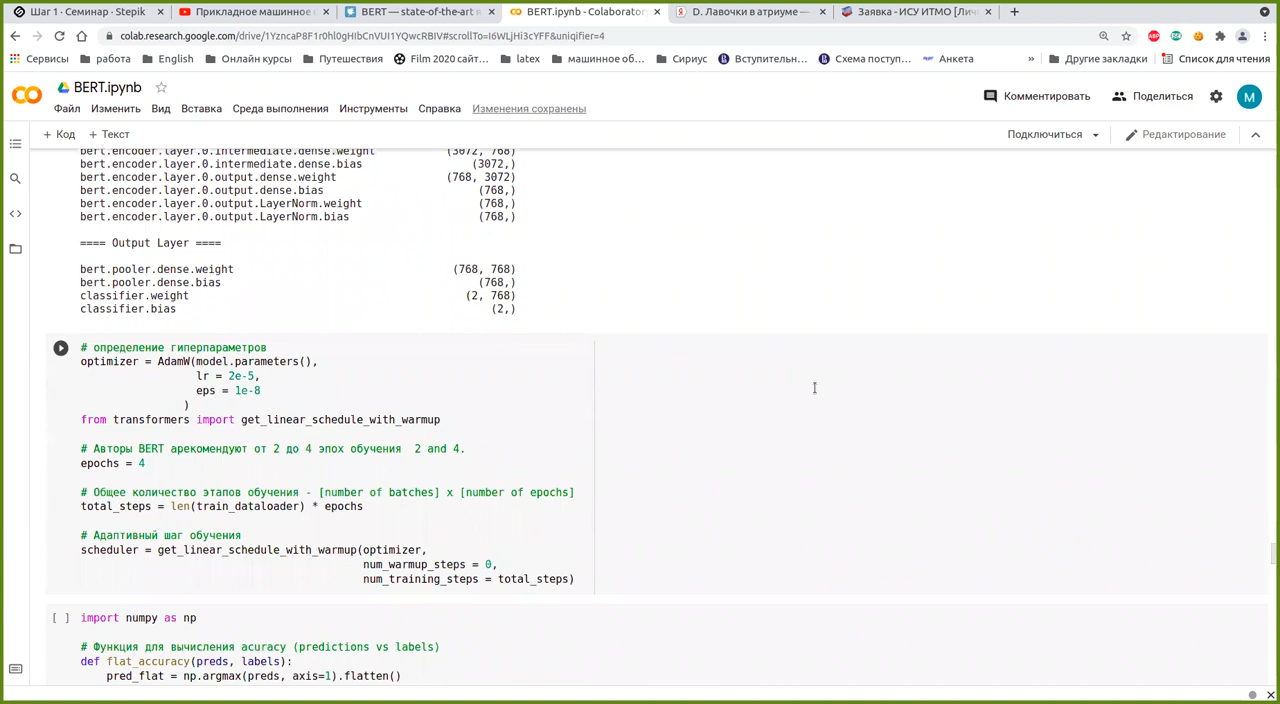 Шаг 1 · Семинар · Stepik
Прикладное машинное
BERT — state-of-the-art я
BERT.ipynb - Colaborator
D. Лавочки в атриуме —
Заявка - ИСУ ИТМО [Лич
colab.research.google.com/drive/1YzncaP8F1r0hl0gHIbCnVUI1YQwcRBIV#scrollTo=I6WLjHi3cYFF&uniqifier=4
Сервисы
работа
English
Онлайн курсы
Путешествия
Film 2020 сайт…
latex
машинное об…
Сириус
Вступительн…
Схема поступ…
Анкета
»
Другие закладки
Список для чтения
BERT.ipynb
Файл Изменить Вид Вставка Среда выполнения Инструменты Справка Изменения сохранены
Комментировать
Поделиться
M
+ Код + Текст
Подключиться
Редактирование
bert.encoder.layer.0.intermediate.dense.weight (3072, 768)
bert.encoder.layer.0.intermediate.dense.bias (3072,)
bert.encoder.layer.0.output.dense.weight (768, 3072)
bert.encoder.layer.0.output.dense.bias (768,)
bert.encoder.layer.0.output.LayerNorm.weight (768,)
bert.encoder.layer.0.output.LayerNorm.bias (768,)
==== Output Layer ====
bert.pooler.dense.weight (768, 768)
bert.pooler.dense.bias (768,)
classifier.weight (2, 768)
classifier.bias (2,)
# определение гиперпараметров
optimizer = AdamW(model.parameters(),
lr = 2e-5,
eps = 1e-8
)
from transformers import get_linear_schedule_with_warmup
# Авторы BERT арекомендуют от 2 до 4 эпох обучения  2 and 4.
epochs = 4
# Общее количество этапов обучения - [number of batches] x [number of epochs]
total_steps = len(train_dataloader) * epochs
# Адаптивный шаг обучения
scheduler = get_linear_schedule_with_warmup(optimizer,
num_warmup_steps = 0,
num_training_steps = total_steps)
[ ] import numpy as np
# Функция для вычисления acuracy (predictions vs labels)
def flat_accuracy(preds, labels):
pred_flat = np.argmax(preds, axis=1).flatten()